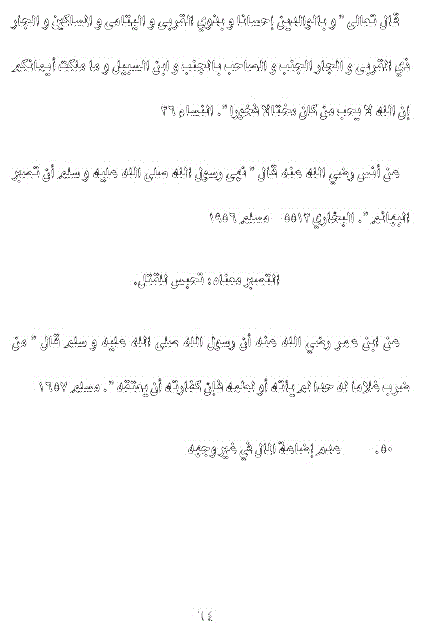 قال تعالى " و بالوالدين إحسانا و بذوي القربى و اليتامى و المساكين و الجار
ذي القربى و الجار الجنب و الصاحب بالجنب و ابن السبيل و ما ملكت أيمانكم
إن الله لا يحب من كان مختالا فخورا ". النساء ٣٦
عن أنس رضي الله عنه قال " نهى رسول الله صلى الله عليه و سلم أن تصبر
البهائم ". البخاري ٥٥١٣ مسلم ١٩٥٦
التصبر معناه : تحبس للقتل.
عن ابن عمر رضي الله عنه أن رسول الله صلى الله عليه و سلم قال " من
ضرب غلاما له حدا لم يأته أو لطمه فإن كفارته أن يعتقه ". مسلم ١٦٥٧
٥٠. عدم إضاعة المال في غير وجهه
٦٤